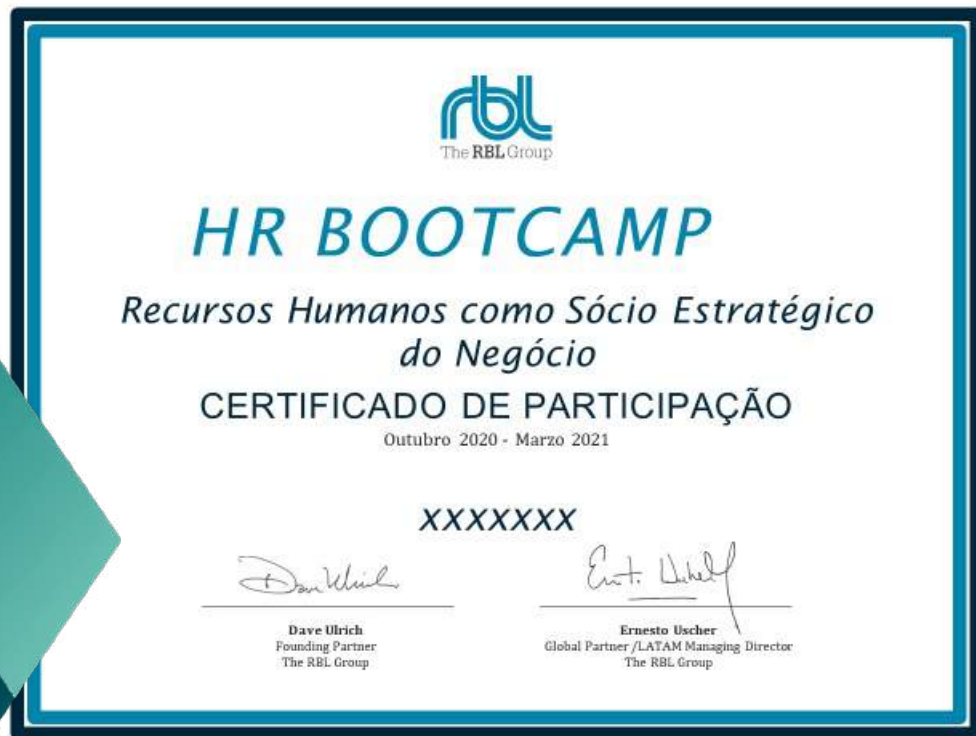 rbl
The RBL Group
HR BOOTCAMP
Recursos Humanos como Sócio Estratégico
do Negócio
CERTIFICADO DE PARTICIPAÇÃO
Outubro 2020 - Marzo 2021
XXXXXXX
Dave Ulrich
Founding Partner
The RBL Group
Ernesto Uscher
Global Partner /LATAM Managing Director
The RBL Group